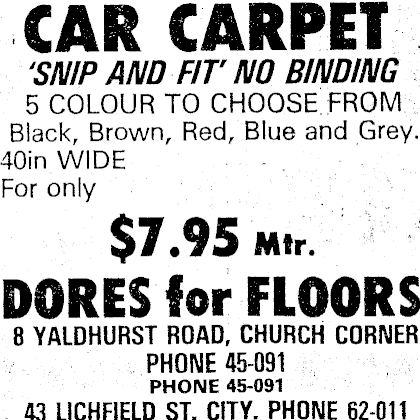 CAR CARPET
'SNIP AND FIT' NO BINDING
5 COLOUR TO CHOOSE FROM
Black, Brown, Red, Blue and Grey.
40in WIDE
For only
$7.95 Mtr.
DORES for FLOORS
8 YALDHURST ROAD, CHURCH CORNER
PHONE 45-091
PHONE 45-091
43 LICHFIELD ST, CITY, PHONE 62-011